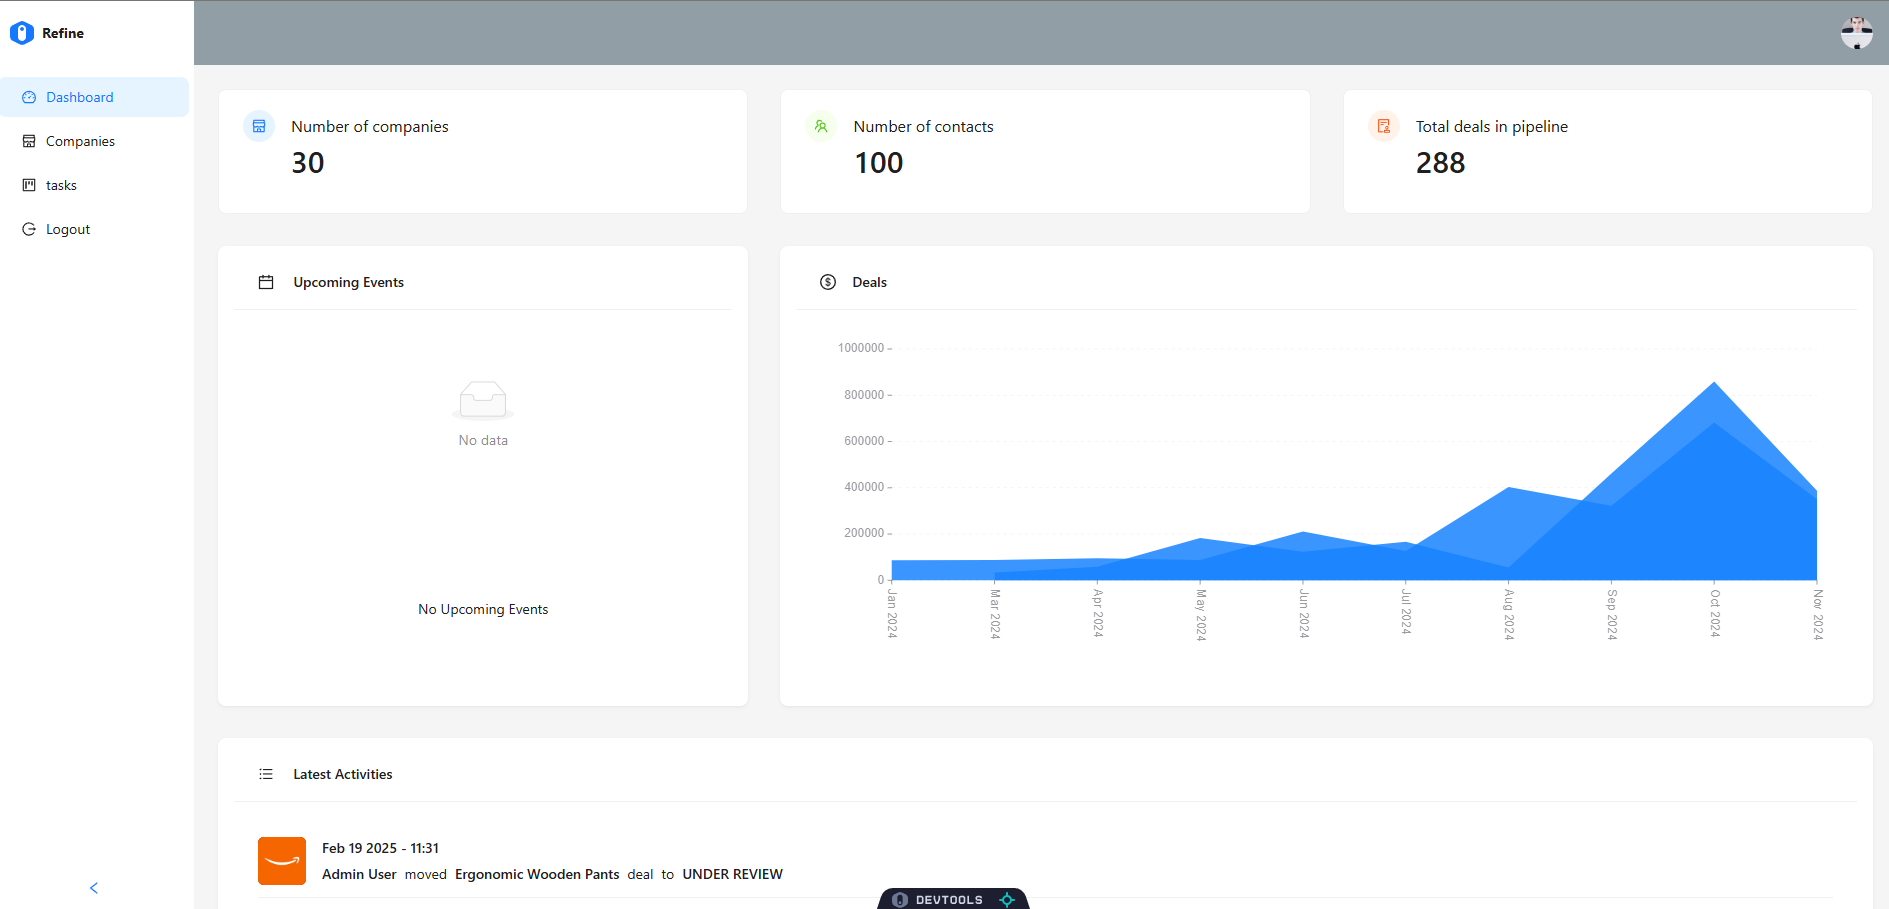 Refine
Dashboard
Companies
tasks
Logout
Number of companies
30
Number of contacts
100
Total deals in pipeline
288
Upcoming Events
No data
No Upcoming Events
Deals
1000000
800000
600000
400000
200000
0
Jan 2024
Mar 2024
Apr 2024
May 2024
Jun 2024
Jul 2024
Aug 2024
Sep 2024
Oct 2024
Nov 2024
Latest Activities
Feb 19 2025 - 11:31
Admin User moved Ergonomic Wooden Pants deal to UNDER REVIEW
DEVTOOLS